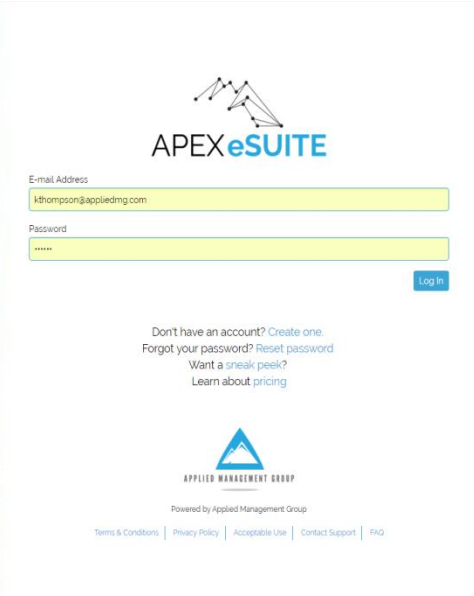 APEX eSUITE
E-mail Address
kthompson@appliedmg.com
Password
••••••
Log In
Don't have an account? Create one.
Forgot your password? Reset password
Want a sneak peek?
Learn about pricing
APPLIED MANAGEMENT GROUP
Powered by Applied Management Group
Terms & Conditions | Privacy Policy | Acceptable Use | Contact Support | FAQ